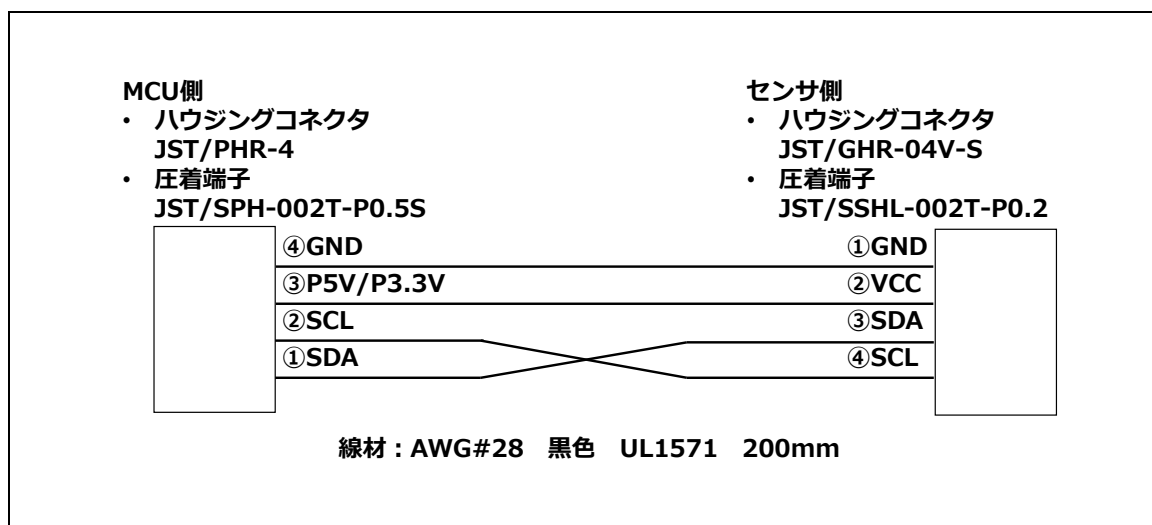 MCU側
• ハウジングコネクタ
JST/PHR-4
• 圧着端子
JST/SPH-002T-P0.5S
センサ側
• ハウジングコネクタ
JST/GHR-04V-S
• 圧着端子
JST/SSHL-002T-P0.2
④GND
①GND
③P5V/P3.3V
②VCC
②SCL
③SDA
①SDA
④SCL
線材：AWG#28　黒色　UL1571　200mm